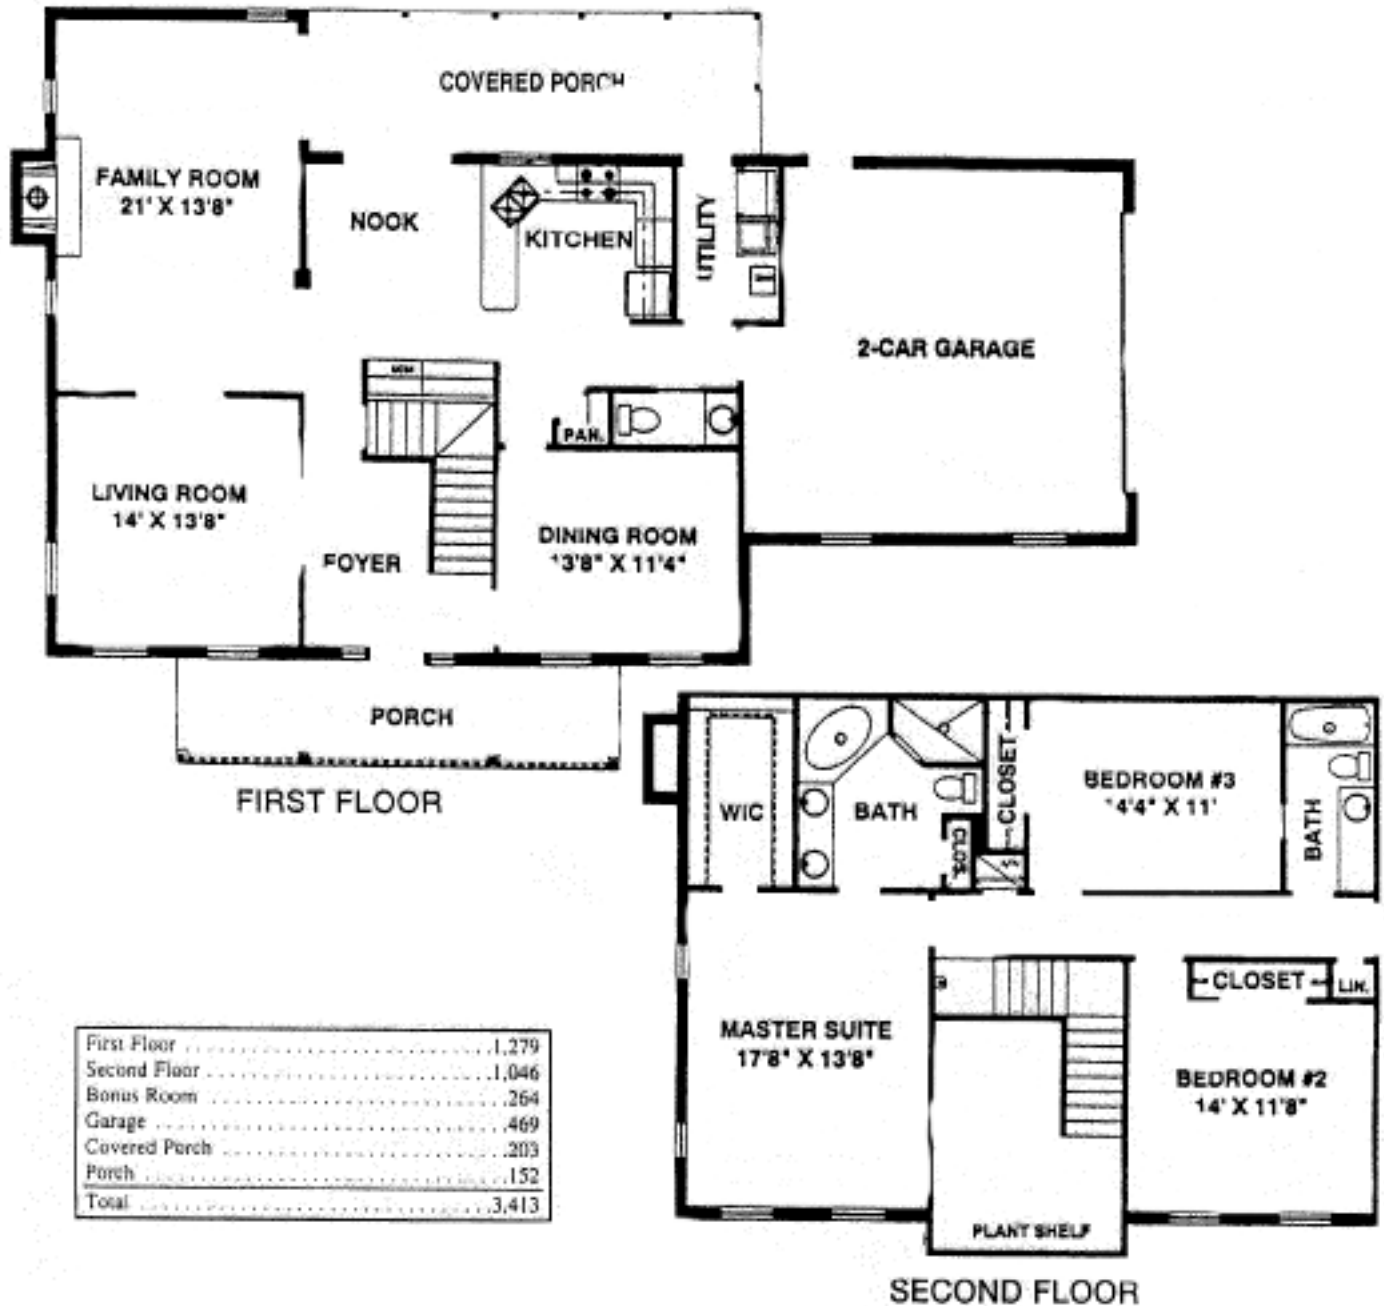 COVERED PORCH
FAMILY ROOM
21' X 13'8"
NOOK
KITCHEN
UTILITY
2-CAR GARAGE
PAN.
LIVING ROOM
14' X 13'8"
FOYER
DINING ROOM
13'8" X 11'4"
PORCH
FIRST FLOOR
WIC
BATH
CLOS.
CLOSET
BEDROOM #3
14'4" X 11'
BATH
CLOSET
LIN.
MASTER SUITE
17'8" X 13'8"
BEDROOM #2
14' X 11'8"
PLANT SHELF
SECOND FLOOR
First Floor ........................ 1,279
Second Floor ........................ 1,046
Bonus Room ........................ 264
Garage ........................ 469
Covered Porch ........................ 203
Porch ........................ 152
Total ........................ 3,413